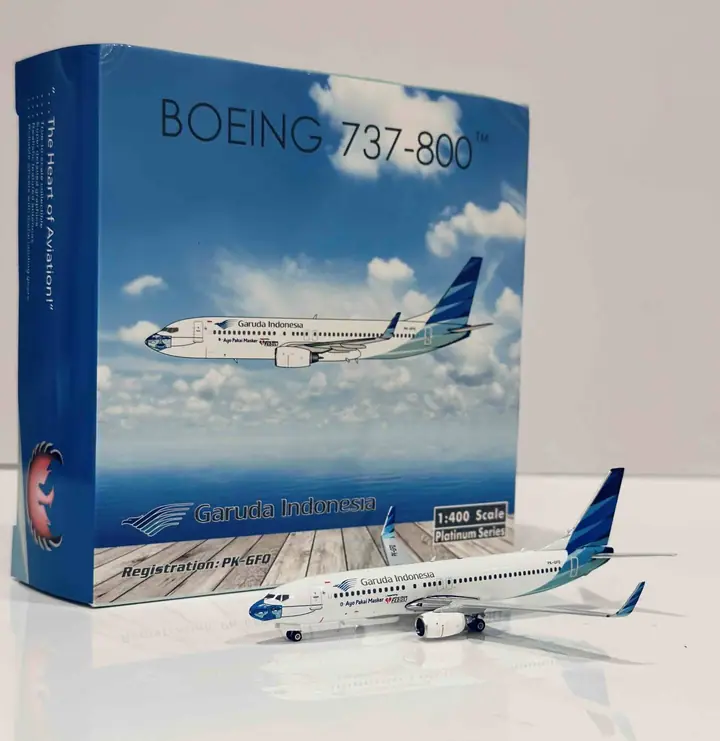 BOEING 737-800™
"...The Heart of Aviation!"
Garuda Indonesia
Ayo Pakai Masker
Garuda Indonesia
1:400 Scale
Platinum Series
Registration: PK-GFQ
Garuda Indonesia
Ayo Pakai Masker